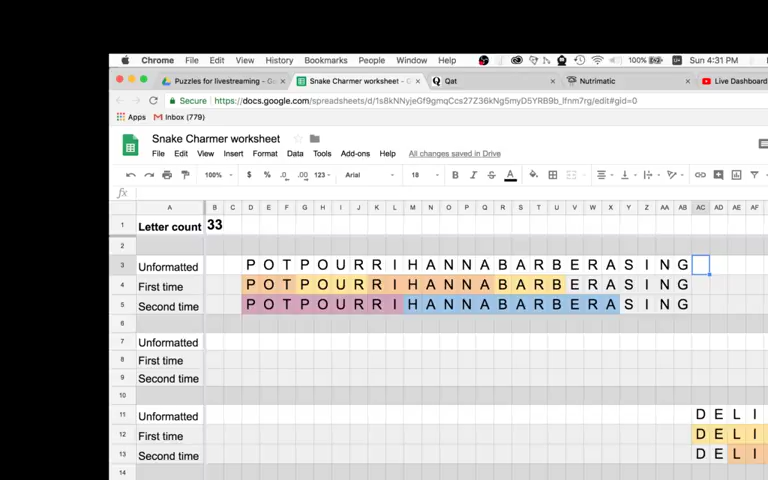 Chrome File Edit View History Bookmarks People Window Help 100% Sun 4:31 PM
Puzzles for livestreaming - G Snake Charmer worksheet - G Qat Nutrimatic Live Dashboard
Secure https://docs.google.com/spreadsheets/d/1s8kNNyjeGf9gmqCcs27Z36kNg5myD5YRB9b_lfnm7rg/edit#gid=0
Apps Inbox (779)
Snake Charmer worksheet
File Edit View Insert Format Data Tools Add-ons Help All changes saved in Drive
100% $ % .0 .00 123 Arial 18 B I S A
fx
A B C D E F G H I J K L M N O P Q R S T U V W X Y Z AA AB AC AD AE AF
1 Letter count 33
2
3 Unformatted P O T P O U R R I H A N N A B A R B E R A S I N G
4 First time P O T P O U R R I H A N N A B A R B E R A S I N G
5 Second time P O T P O U R R I H A N N A B A R B E R A S I N G
6
7 Unformatted
8 First time
9 Second time
10
11 Unformatted D E L I
12 First time D E L I
13 Second time D E L I
14